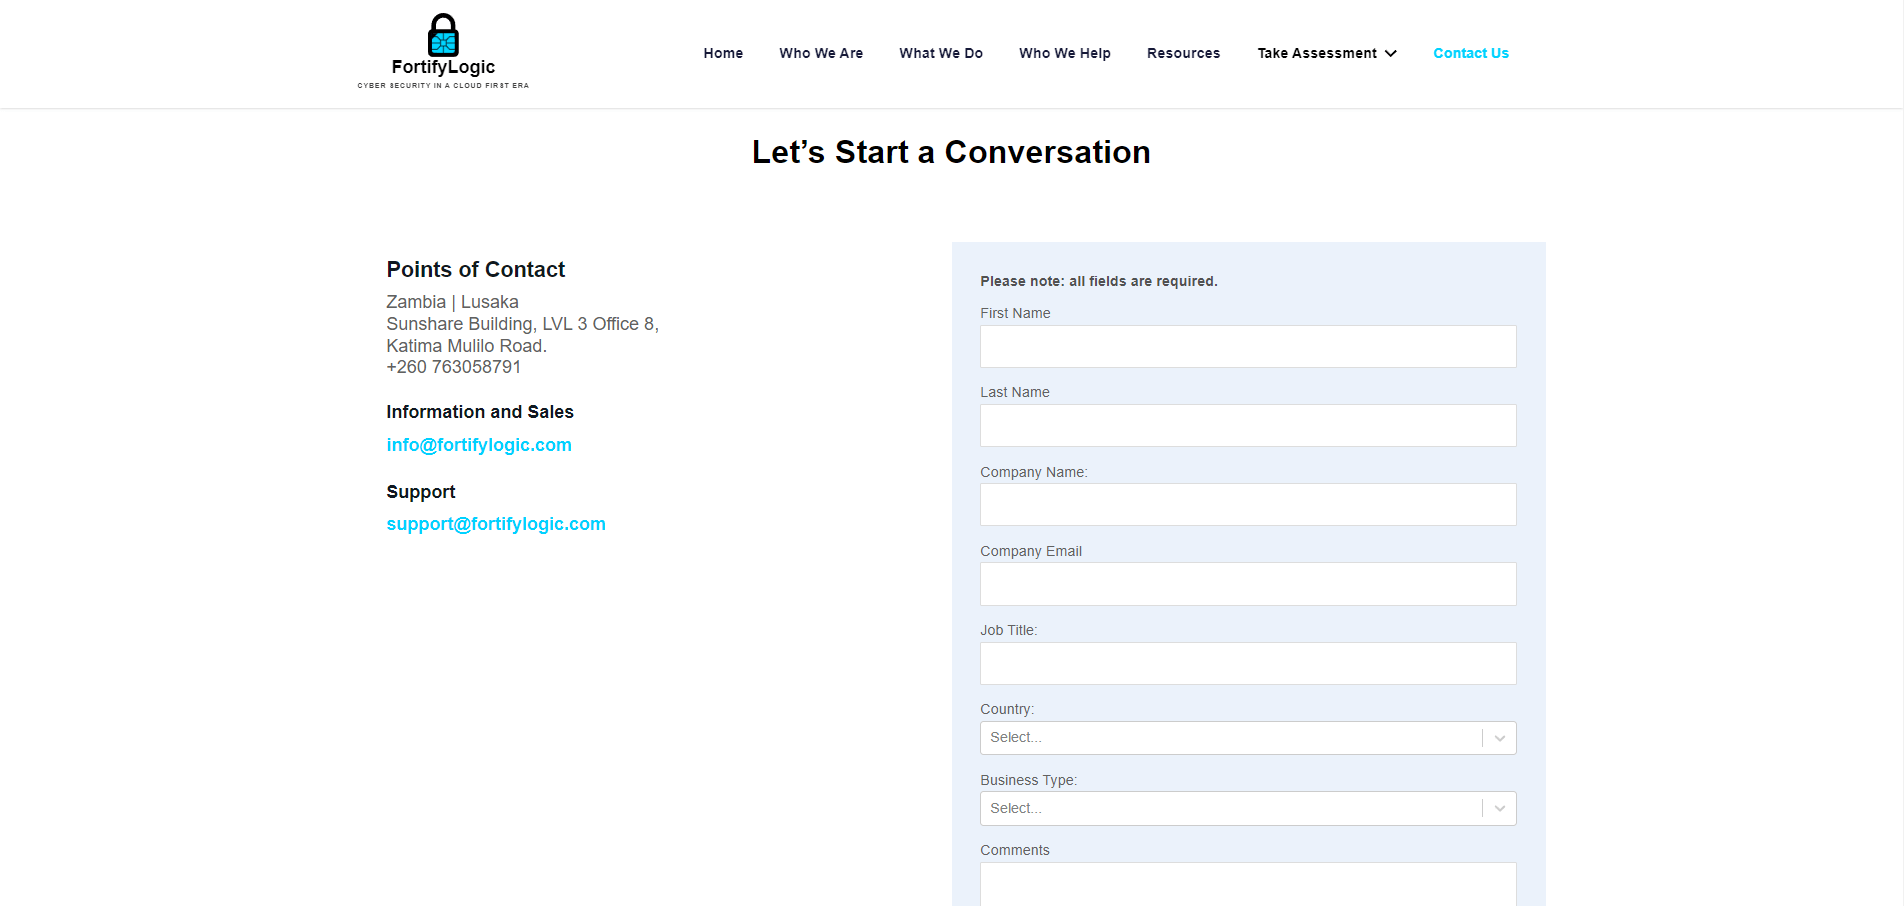 FortifyLogic
CYBER SECURITY IN A CLOUD FIRST ERA
Home
Who We Are
What We Do
Who We Help
Resources
Take Assessment
Contact Us
Let’s Start a Conversation
Points of Contact
Zambia | Lusaka
Sunshare Building, LVL 3 Office 8,
Katima Mulilo Road.
+260 763058791
Information and Sales
info@fortifylogic.com
Support
support@fortifylogic.com
Please note: all fields are required.
First Name
Last Name
Company Name:
Company Email
Job Title:
Country:
Select...
Business Type:
Select...
Comments